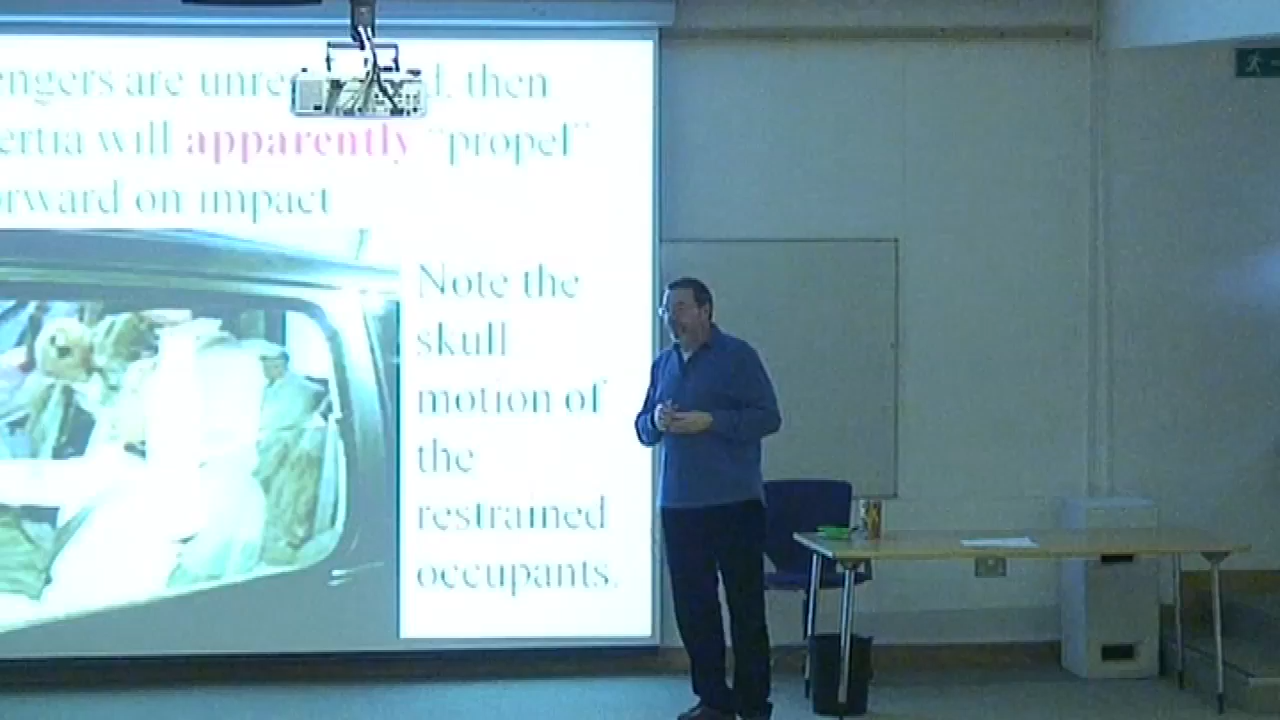 engers are unre d, then
ertia will apparently "propel"
orward on impact
Note the
skull
motion of
the
restrained
occupants.